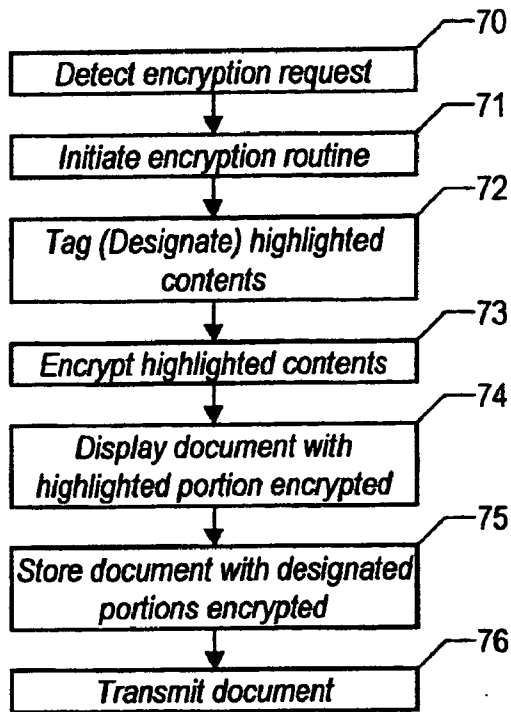 70
Detect encryption request
71
Initiate encryption routine
72
Tag (Designate) highlighted
contents
73
Encrypt highlighted contents
74
Display document with
highlighted portion encrypted
75
Store document with designated
portions encrypted
76
Transmit document